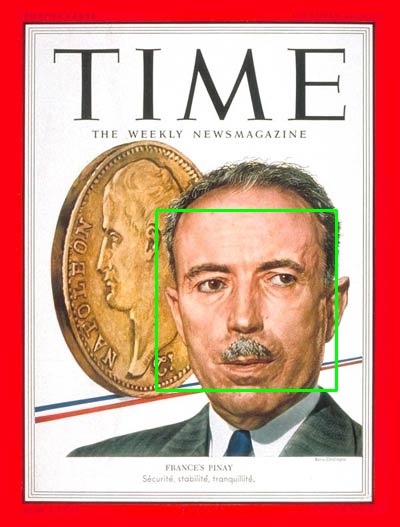 TIME
THE WEEKLY NEWSMAGAZINE
NAPOLEON
FRANCE'S PINAY
Sécurité, stabilité, tranquillité.